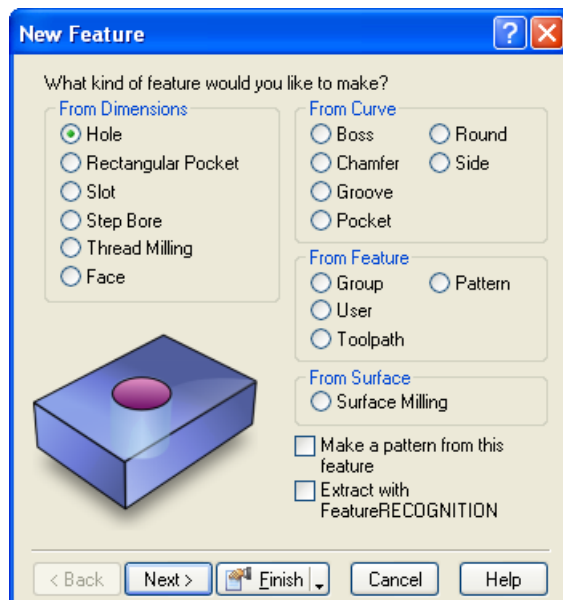 New Feature
What kind of feature would you like to make?
From Dimensions
Hole
Rectangular Pocket
Slot
Step Bore
Thread Milling
Face
From Curve
Boss
Round
Chamfer
Side
Groove
Pocket
From Feature
Group
Pattern
User
Toolpath
From Surface
Surface Milling
Make a pattern from this
feature
Extract with
FeatureRECOGNITION
< Back
Next >
Finish
Cancel
Help